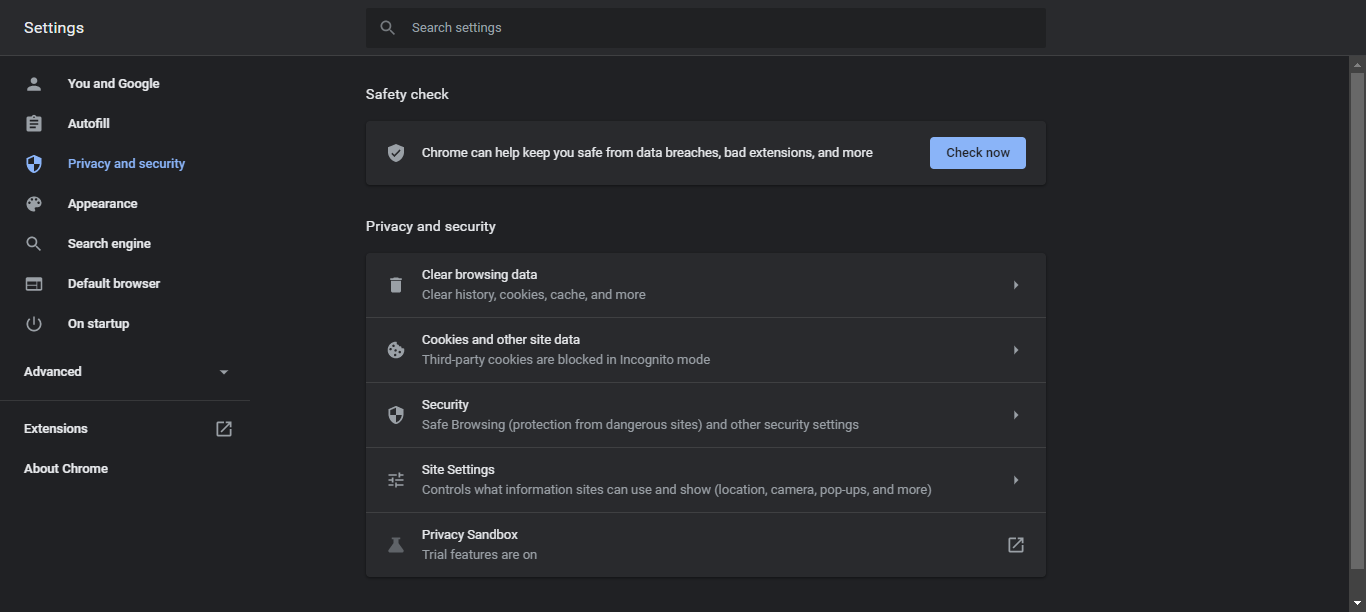 Settings
Search settings
You and Google
Autofill
Privacy and security
Appearance
Search engine
Default browser
On startup
Advanced
Extensions
About Chrome
Safety check
Chrome can help keep you safe from data breaches, bad extensions, and more
Check now
Privacy and security
Clear browsing data
Clear history, cookies, cache, and more
Cookies and other site data
Third-party cookies are blocked in Incognito mode
Security
Safe Browsing (protection from dangerous sites) and other security settings
Site Settings
Controls what information sites can use and show (location, camera, pop-ups, and more)
Privacy Sandbox
Trial features are on